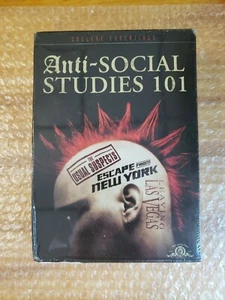 COLLEGE ESSENTIALS
Anti-SOCIAL
STUDIES 101
THE
USUAL SUSPECTS
ESCAPE FROM
NEW YORK
LEAVING
LAS VEGAS